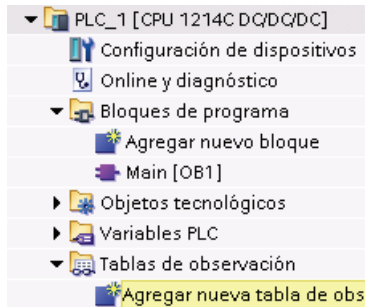 PLC_1 [CPU 1214C DC/DC/DC]
Configuración de dispositivos
Online y diagnóstico
Bloques de programa
Agregar nuevo bloque
Main [OB1]
Objetos tecnológicos
Variables PLC
Tablas de observación
Agregar nueva tabla de obs